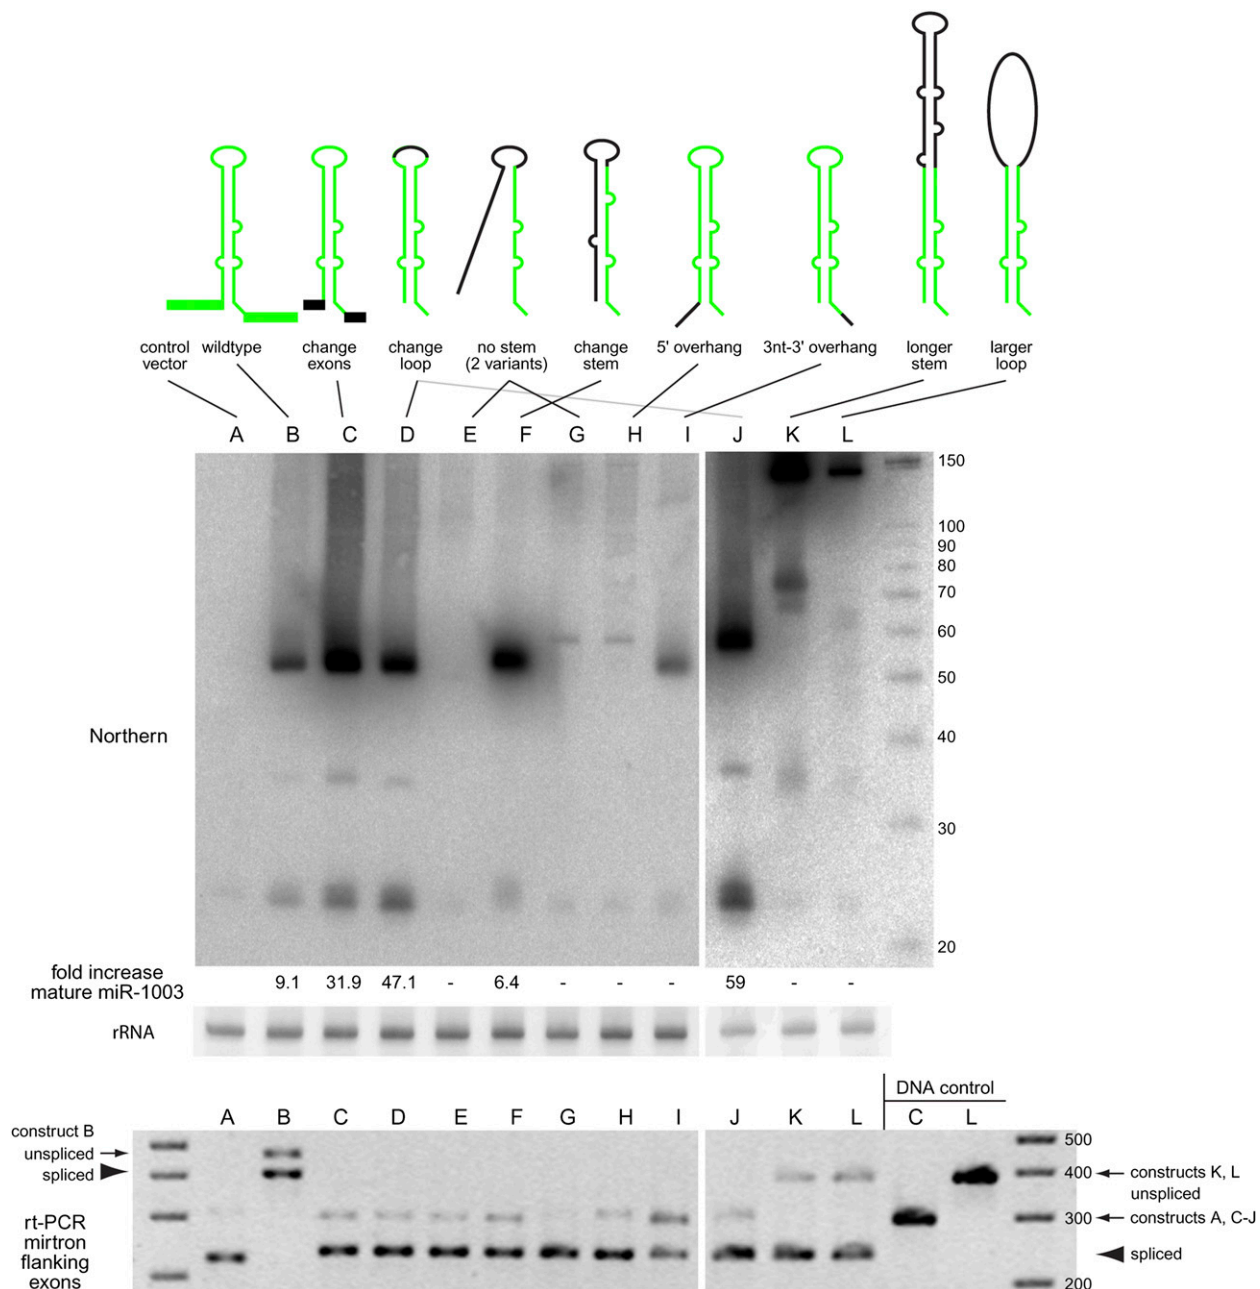 control vector
wildtype
change exons
change loop
no stem (2 variants)
change stem
5' overhang
3nt-3' overhang
longer stem
larger loop
A B C D E F G H I J K L
150
100
90
80
70
60
50
40
30
20
Northern
fold increase
mature miR-1003
9.1 31.9 47.1 - 6.4 - - - 59 - -
rRNA
DNA control
A B C D E F G H I J K L C L
construct B
unspliced
spliced
rt-PCR
mirtron
flanking
exons
500
400
300
200
constructs K, L
unspliced
constructs A, C-J
spliced